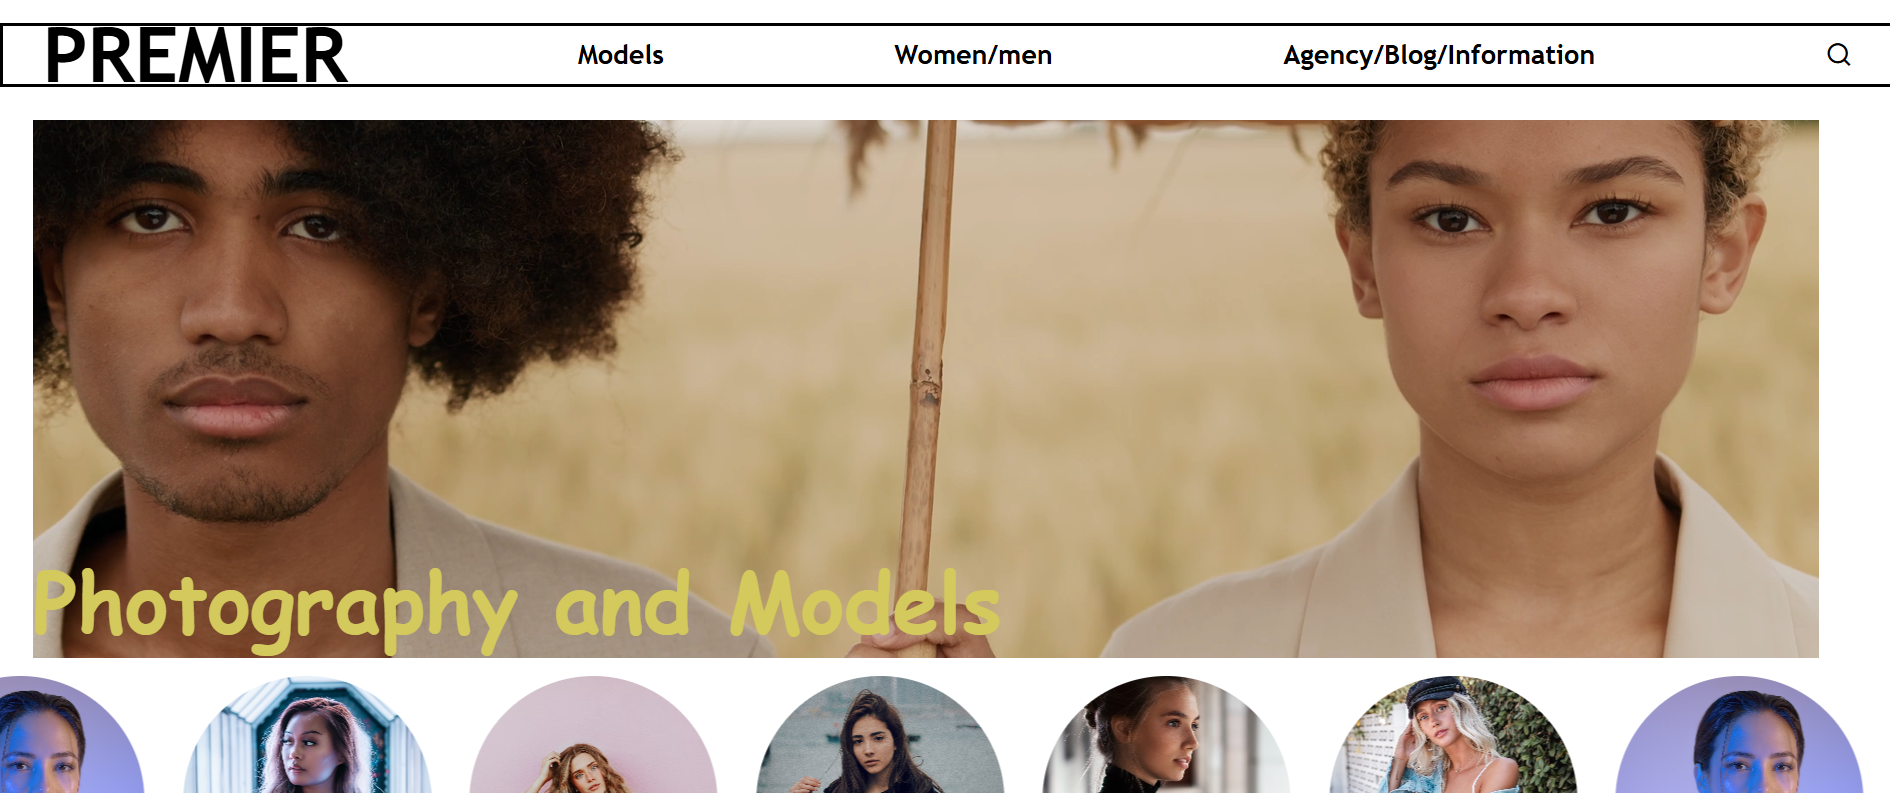 PREMIER Models Women/men Agency/Blog/Information
Photography and Models